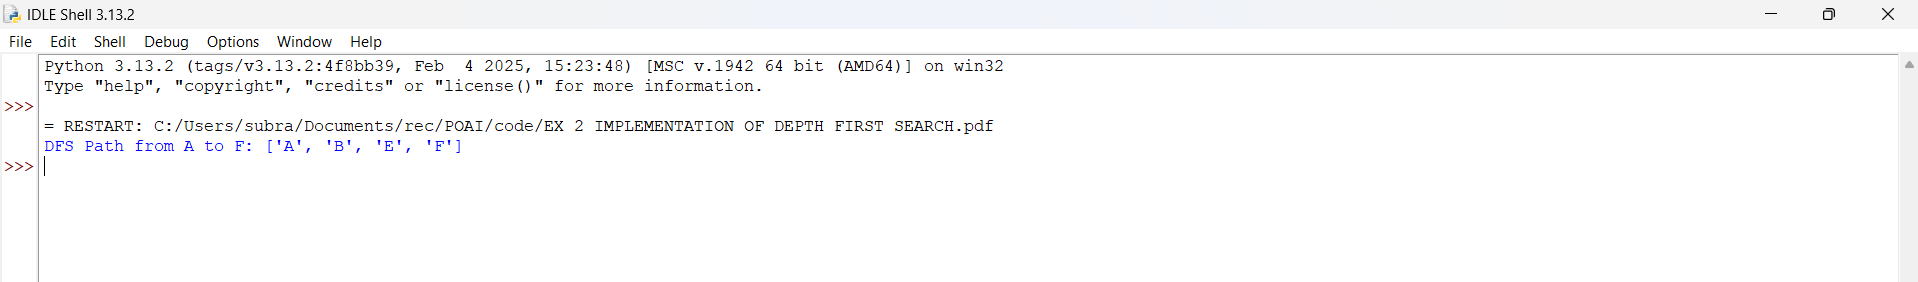 IDLE Shell 3.13.2
File Edit Shell Debug Options Window Help
Python 3.13.2 (tags/v3.13.2:4f8bb39, Feb  4 2025, 15:23:48) [MSC v.1942 64 bit (AMD64)] on win32
Type "help", "copyright", "credits" or "license()" for more information.
>>>
= RESTART: C:/Users/subra/Documents/rec/POAI/code/EX 2 IMPLEMENTATION OF DEPTH FIRST SEARCH.pdf
DFS Path from A to F: ['A', 'B', 'E', 'F']
>>>